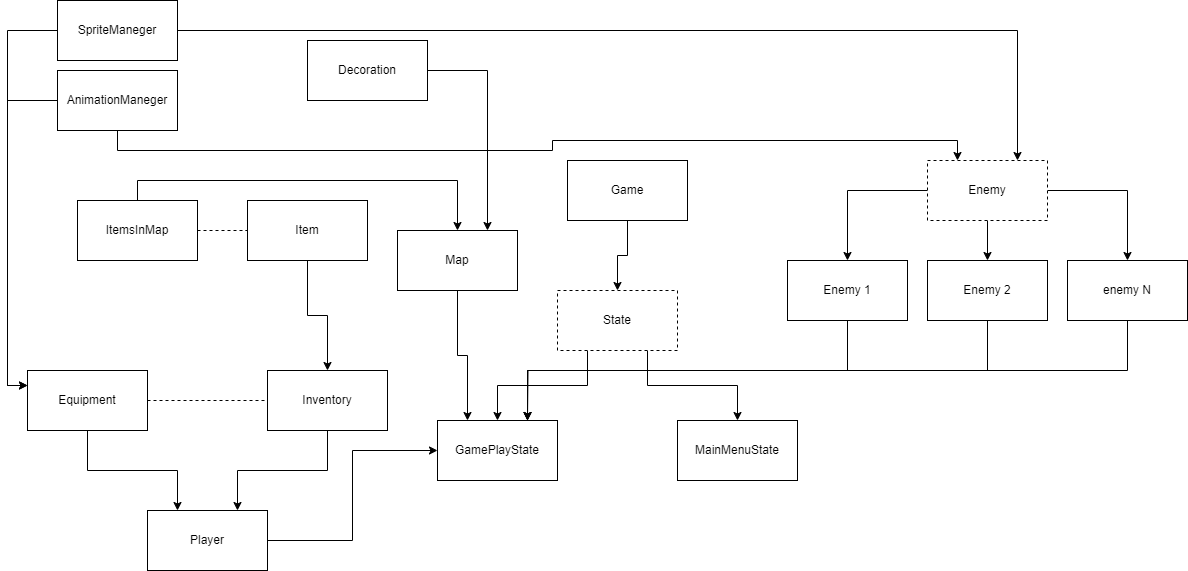 SpriteManeger
Decoration
AnimationManeger
Game
Enemy
ItemsInMap
Item
Map
Enemy 1
Enemy 2
enemy N
State
Equipment
Inventory
GamePlayState
MainMenuState
Player